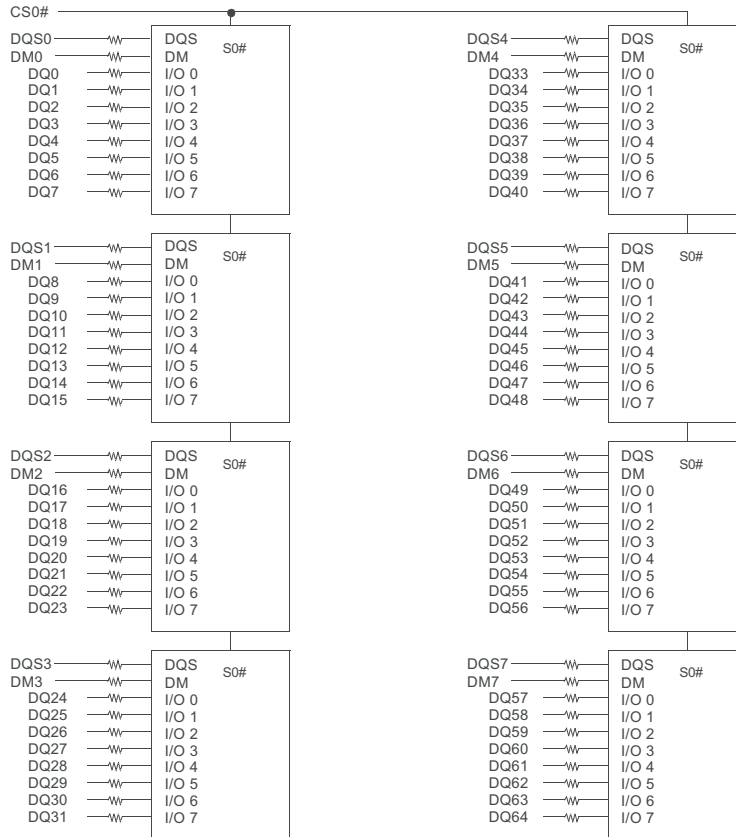 CS0#
DQS0 DQS S0#
DM0 DM
DQ0 I/O 0
DQ1 I/O 1
DQ2 I/O 2
DQ3 I/O 3
DQ4 I/O 4
DQ5 I/O 5
DQ6 I/O 6
DQ7 I/O 7
DQS1 DQS S0#
DM1 DM
DQ8 I/O 0
DQ9 I/O 1
DQ10 I/O 2
DQ11 I/O 3
DQ12 I/O 4
DQ13 I/O 5
DQ14 I/O 6
DQ15 I/O 7
DQS2 DQS S0#
DM2 DM
DQ16 I/O 0
DQ17 I/O 1
DQ18 I/O 2
DQ19 I/O 3
DQ20 I/O 4
DQ21 I/O 5
DQ22 I/O 6
DQ23 I/O 7
DQS3 DQS S0#
DM3 DM
DQ24 I/O 0
DQ25 I/O 1
DQ26 I/O 2
DQ27 I/O 3
DQ28 I/O 4
DQ29 I/O 5
DQ30 I/O 6
DQ31 I/O 7
DQS4 DQS S0#
DM4 DM
DQ33 I/O 0
DQ34 I/O 1
DQ35 I/O 2
DQ36 I/O 3
DQ37 I/O 4
DQ38 I/O 5
DQ39 I/O 6
DQ40 I/O 7
DQS5 DQS S0#
DM5 DM
DQ41 I/O 0
DQ42 I/O 1
DQ43 I/O 2
DQ44 I/O 3
DQ45 I/O 4
DQ46 I/O 5
DQ47 I/O 6
DQ48 I/O 7
DQS6 DQS S0#
DM6 DM
DQ49 I/O 0
DQ50 I/O 1
DQ51 I/O 2
DQ52 I/O 3
DQ53 I/O 4
DQ54 I/O 5
DQ55 I/O 6
DQ56 I/O 7
DQS7 DQS S0#
DM7 DM
DQ57 I/O 0
DQ58 I/O 1
DQ59 I/O 2
DQ60 I/O 3
DQ61 I/O 4
DQ62 I/O 5
DQ63 I/O 6
DQ64 I/O 7